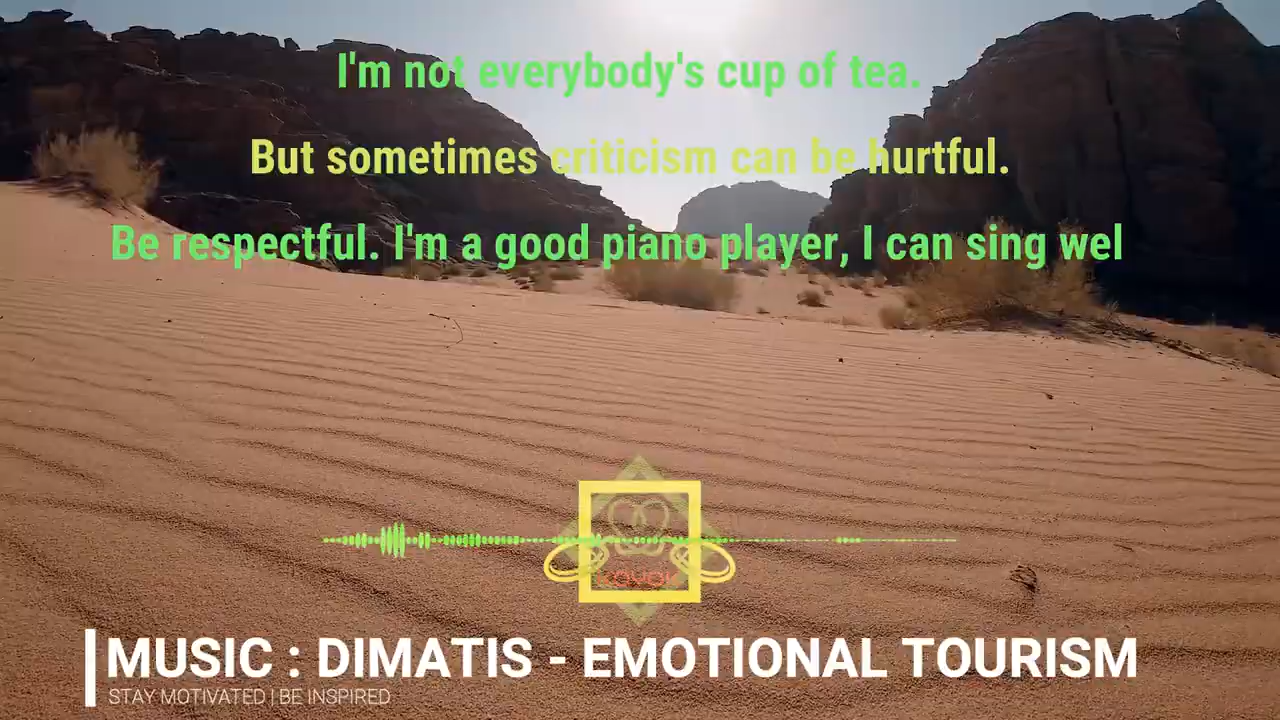 I'm not everybody's cup of tea.
But sometimes criticism can be hurtful.
Be respectful. I'm a good piano player, I can sing wel
MUSIC : DIMATIS - EMOTIONAL TOURISM
STAY MOTIVATED | BE INSPIRED